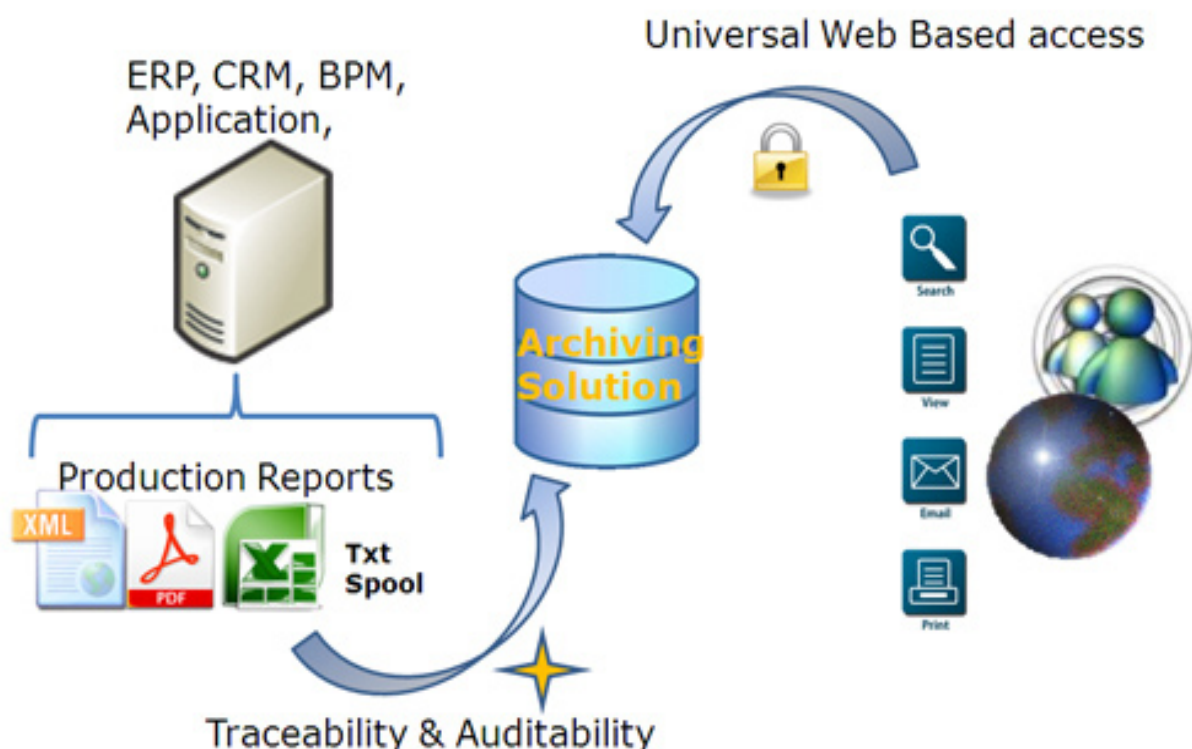 Universal Web Based access
ERP, CRM, BPM,
Application,
Search
Archiving
Solution
View
Production Reports
XML
PDF
Txt
Spool
Email
Print
Traceability & Auditability